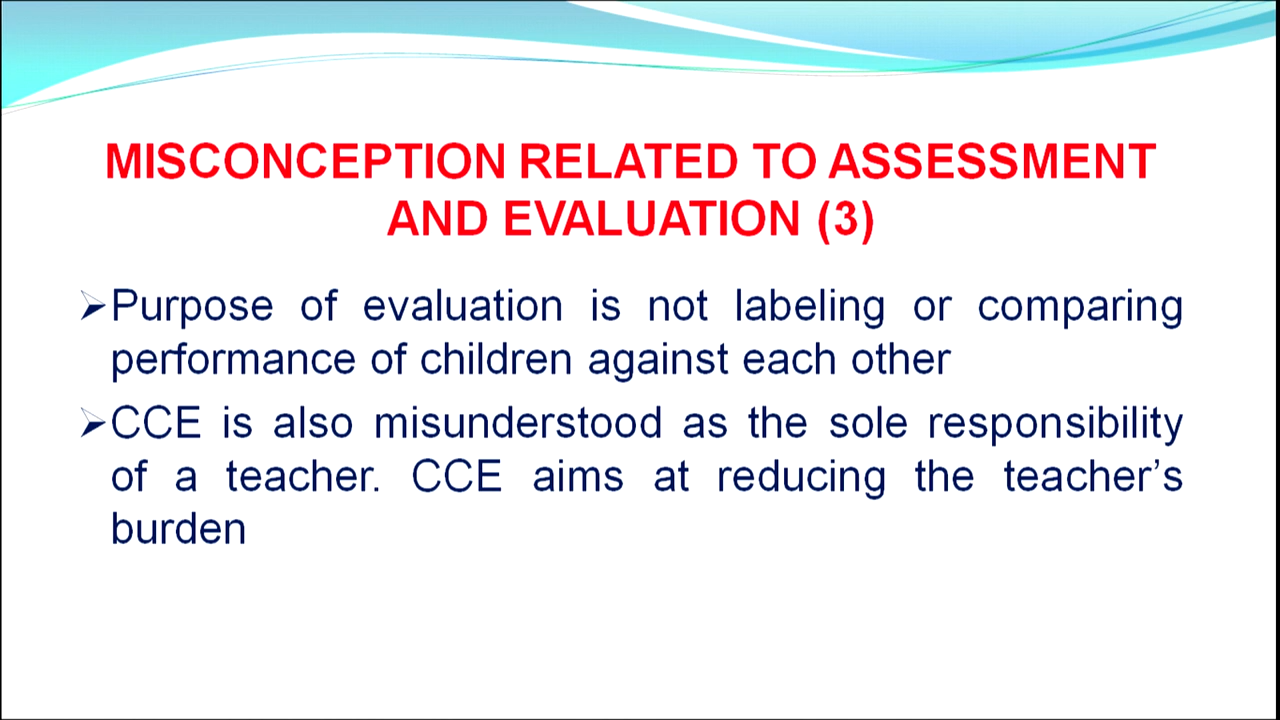 MISCONCEPTION RELATED TO ASSESSMENT
AND EVALUATION (3)
Purpose of evaluation is not labeling or comparing
performance of children against each other
CCE is also misunderstood as the sole responsibility
of a teacher. CCE aims at reducing the teacher’s
burden